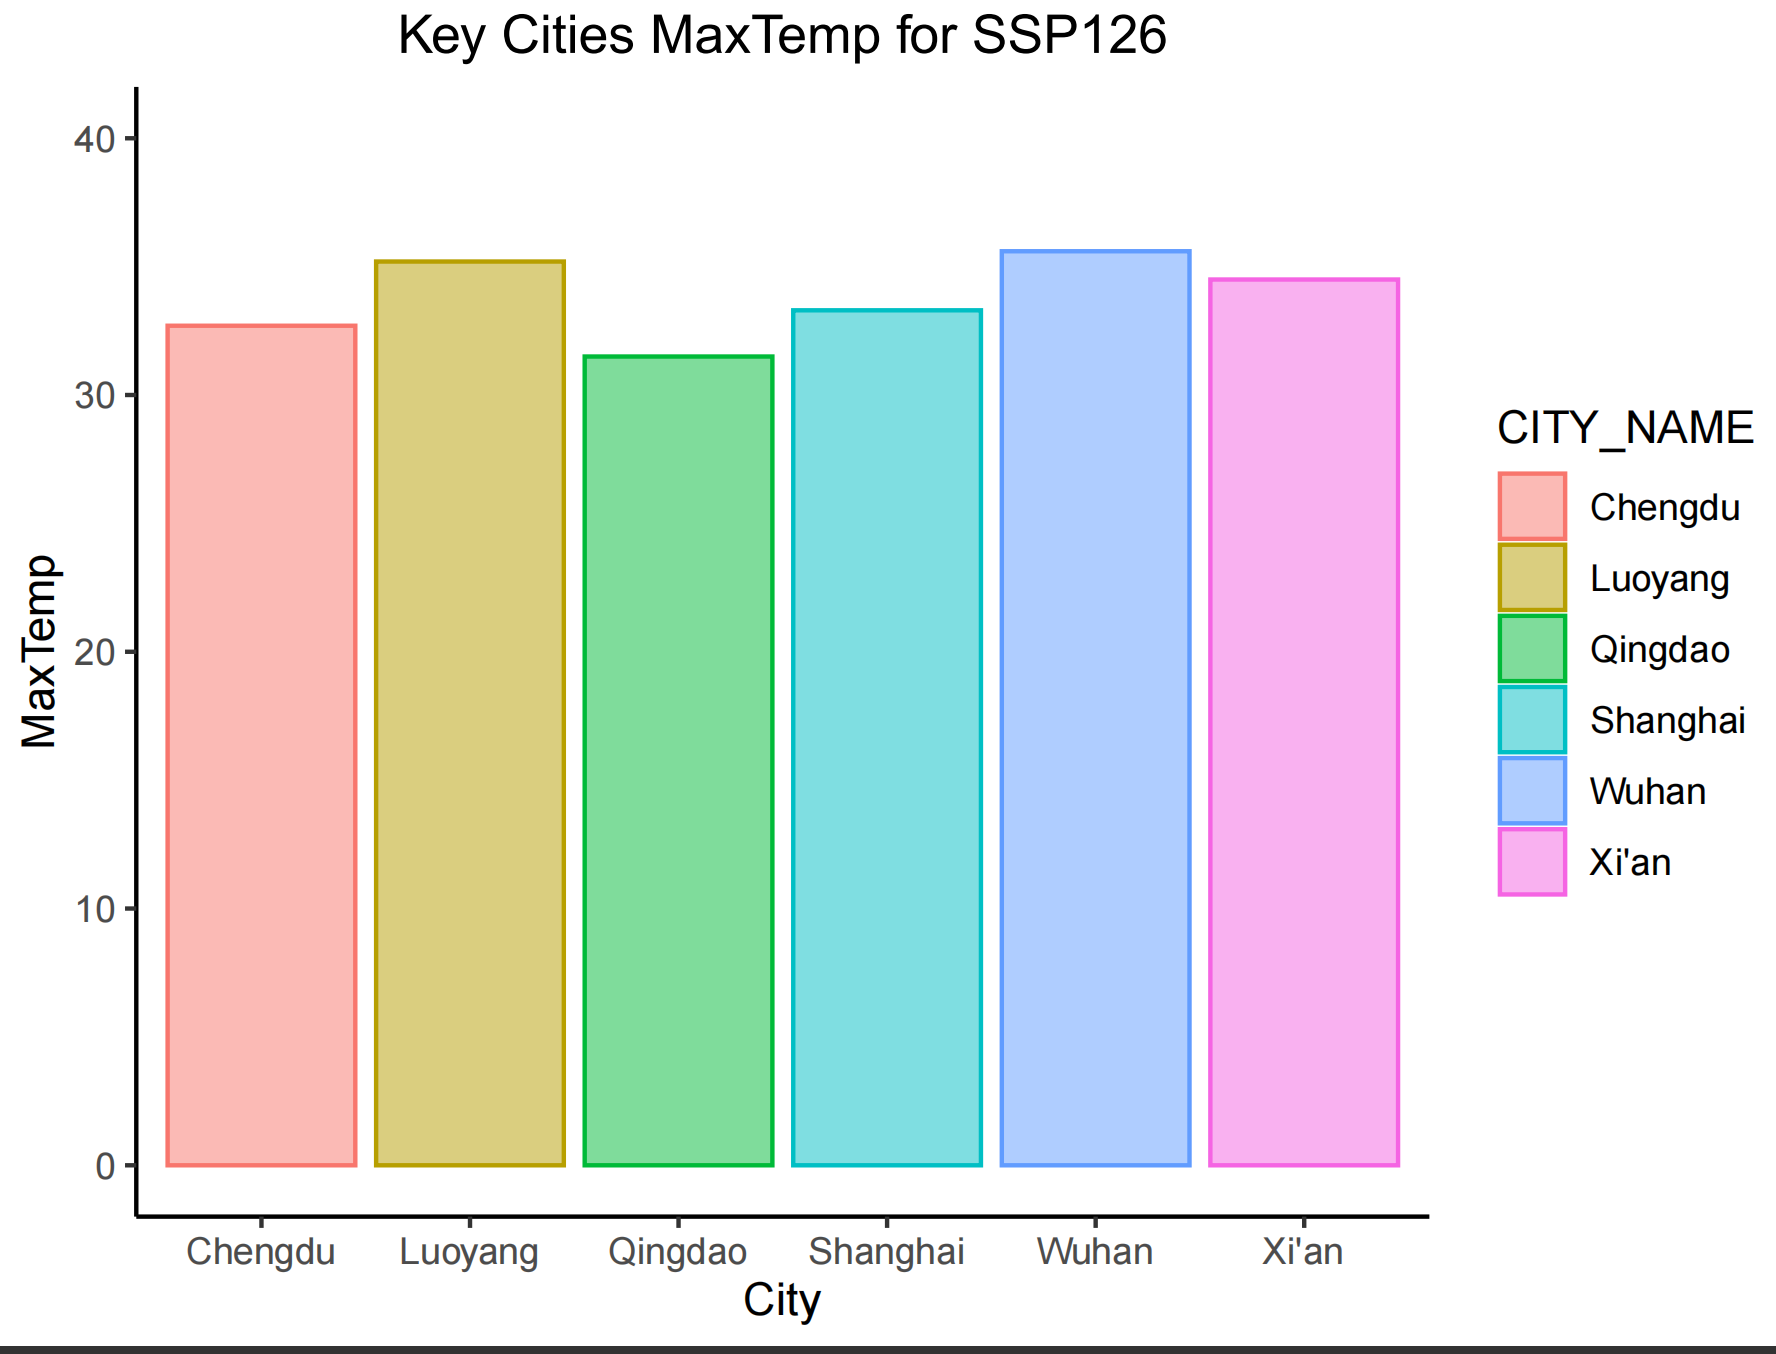 Key Cities MaxTemp for SSP126
MaxTemp
40
30
20
10
0
Chengdu
Luoyang
Qingdao
Shanghai
Wuhan
Xi'an
City
CITY_NAME
Chengdu
Luoyang
Qingdao
Shanghai
Wuhan
Xi'an